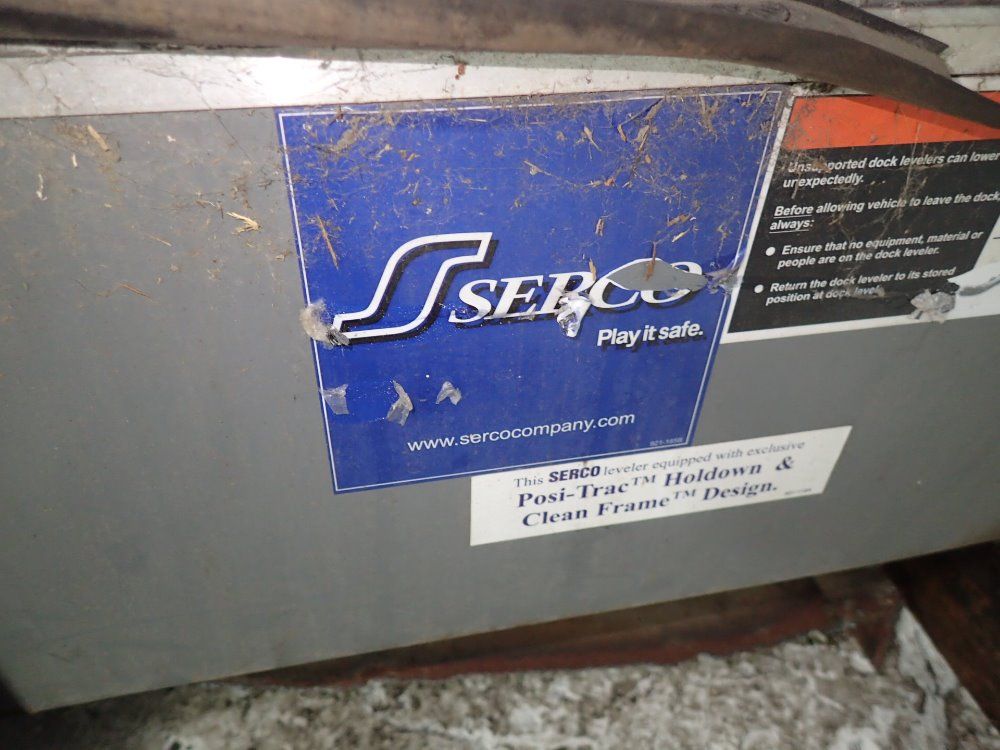 SERCO
Play it safe.
www.sercocompany.com
921-185B
This SERCO leveler equipped with exclusive
Posi-Trac™ Holdown &
Clean Frame™ Design.
Unsupported dock levelers can lower
unexpectedly.
Before allowing vehicle to leave the dock,
always:
● Ensure that no equipment, material or
people are on the dock leveler.
● Return the dock leveler to its stored
position at dock level.